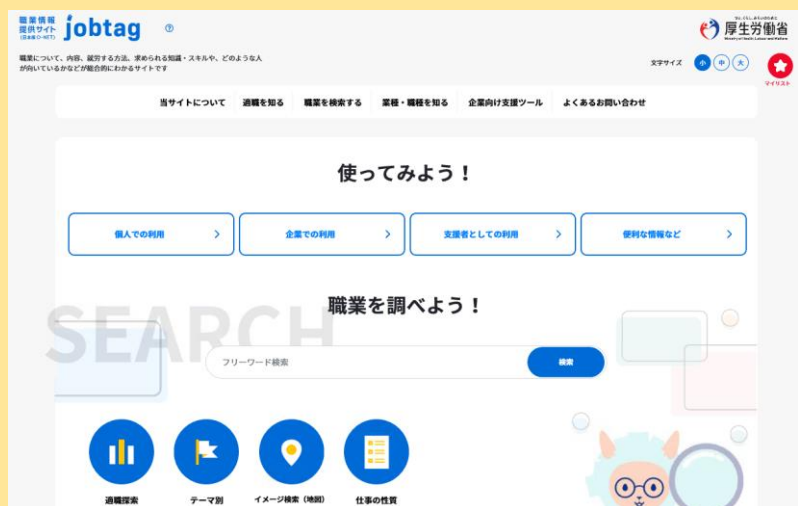 職業情報
提供サイト
(日本版O-NET)
jobtag
?
厚生労働省
職業について、内容、就労する方法、求められる知識・スキルや、どのような人
が向いているかなどが総合的にわかるサイトです
文字サイズ 小 中 大
マイリスト
当サイトについて 適職を知る 職業を検索する 業種・職種を知る 企業向け支援ツール よくあるお問い合わせ
使ってみよう！
個人での利用 企業での利用 支援者としての利用 便利な情報など
職業を調べよう！
SEARCH
フリーワード検索 検索
適職探索 テーマ別 イメージ検索（地図） 仕事の性質